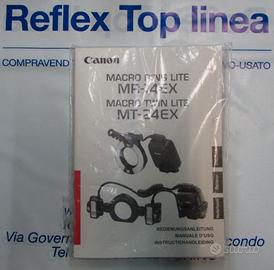 Reflex Top linea
COMPRAVEND
O-USATO
Canon
MACRO RING LITE
MR-14EX
MACRO TWIN LITE
MT-24EX
BEDIENUNGSANLEITUNG
MANUALE D'USO
INSTRUCTIEHANDLEIDING
Via Govern
condo
Te
subito